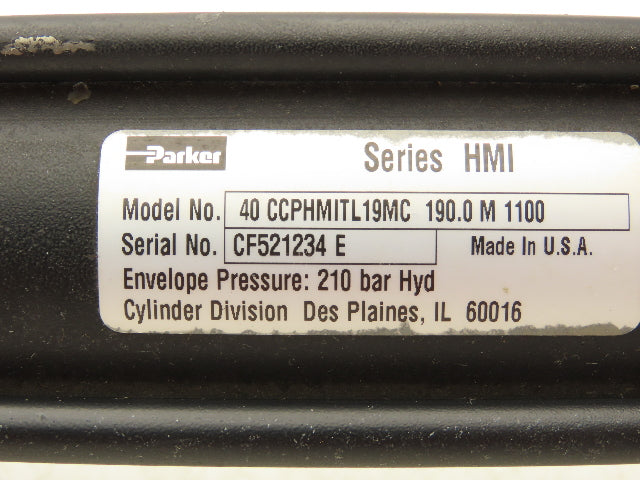 Parker
Series HMI
Model No. 40 CCPHMITL19MC 190.0 M 1100
Serial No. CF521234 E Made In U.S.A.
Envelope Pressure: 210 bar Hyd
Cylinder Division Des Plaines, IL 60016